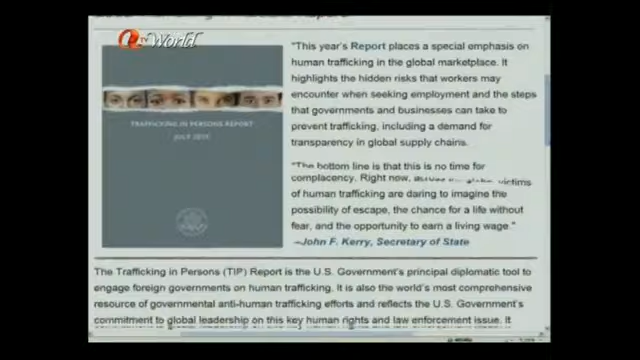 TV World
TRAFFICKING IN PERSONS REPORT
JULY 2015
"This year's Report places a special emphasis on
human trafficking in the global marketplace. It
highlights the hidden risks that workers may
encounter when seeking employment and the steps
that governments and businesses can take to
prevent trafficking, including a demand for
transparency in global supply chains.
"The bottom line is that this is no time for
complacency. Right now, across the globe, victims
of human trafficking are daring to imagine the
possibility of escape, the chance for a life without
fear, and the opportunity to earn a living wage."
–John F. Kerry, Secretary of State
The Trafficking in Persons (TIP) Report is the U.S. Government's principal diplomatic tool to
engage foreign governments on human trafficking. It is also the world's most comprehensive
resource of governmental anti-human trafficking efforts and reflects the U.S. Government's
commitment to global leadership on this key human rights and law enforcement issue. It